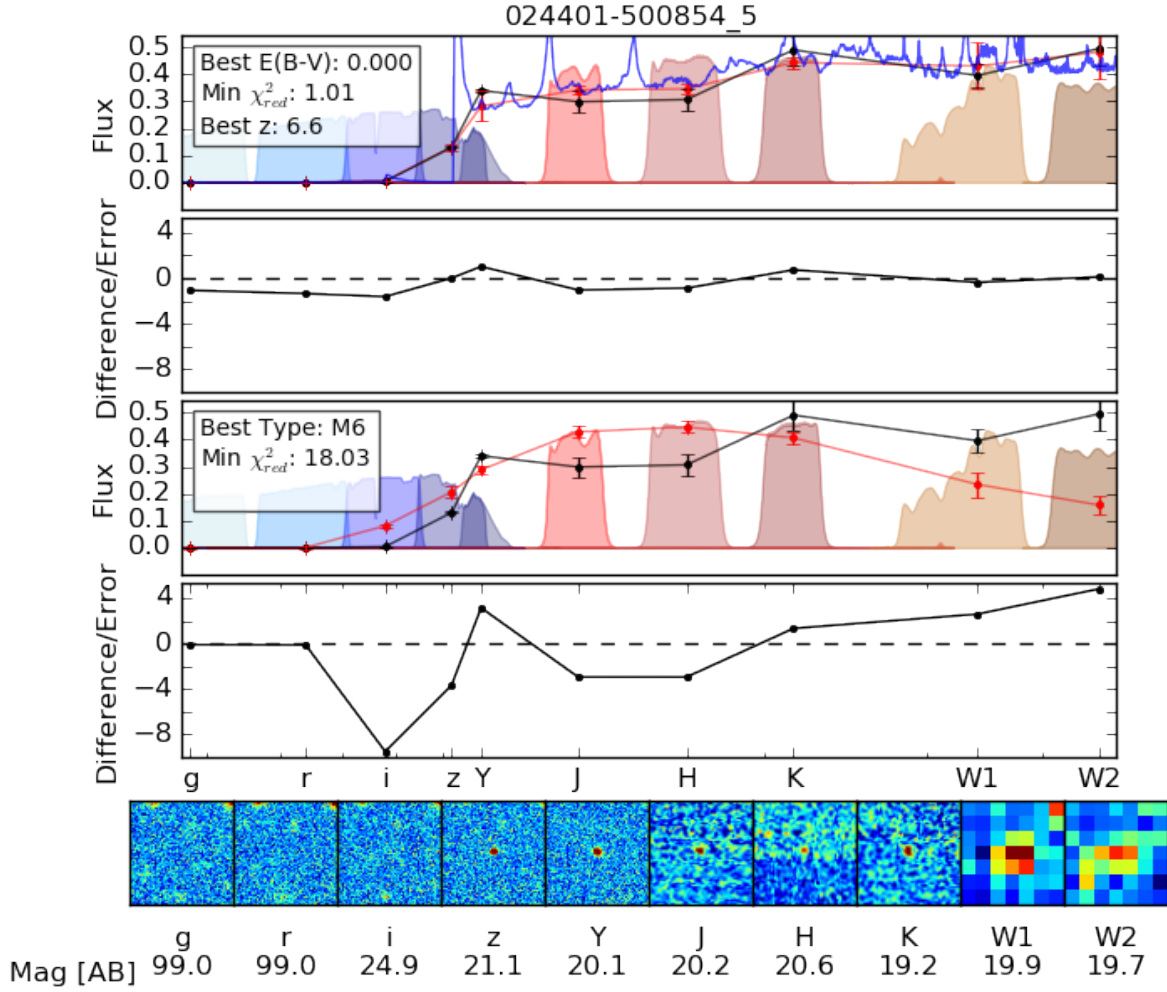 024401-500854_5
Flux
0.5
0.4
0.3
0.2
0.1
0.0
Best E(B-V): 0.000
Min χ²red: 1.01
Best z: 6.6
Difference/Error
4
0
−4
−8
Flux
0.5
0.4
0.3
0.2
0.1
0.0
Best Type: M6
Min χ²red: 18.03
Difference/Error
4
0
−4
−8
g r i z Y J H K W1 W2
g r i z Y J H K W1 W2
Mag [AB] 99.0 99.0 24.9 21.1 20.1 20.2 20.6 19.2 19.9 19.7